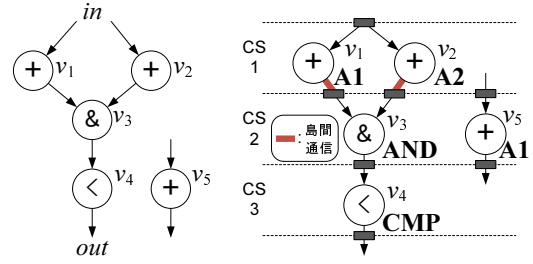 in
+ v1
+ v2
& v3
< v4
+ v5
out
CS
1
+ v1 A1
+ v2 A2
CS
2
: 島間
通信
& v3 AND
+ v5 A1
CS
3
< v4 CMP